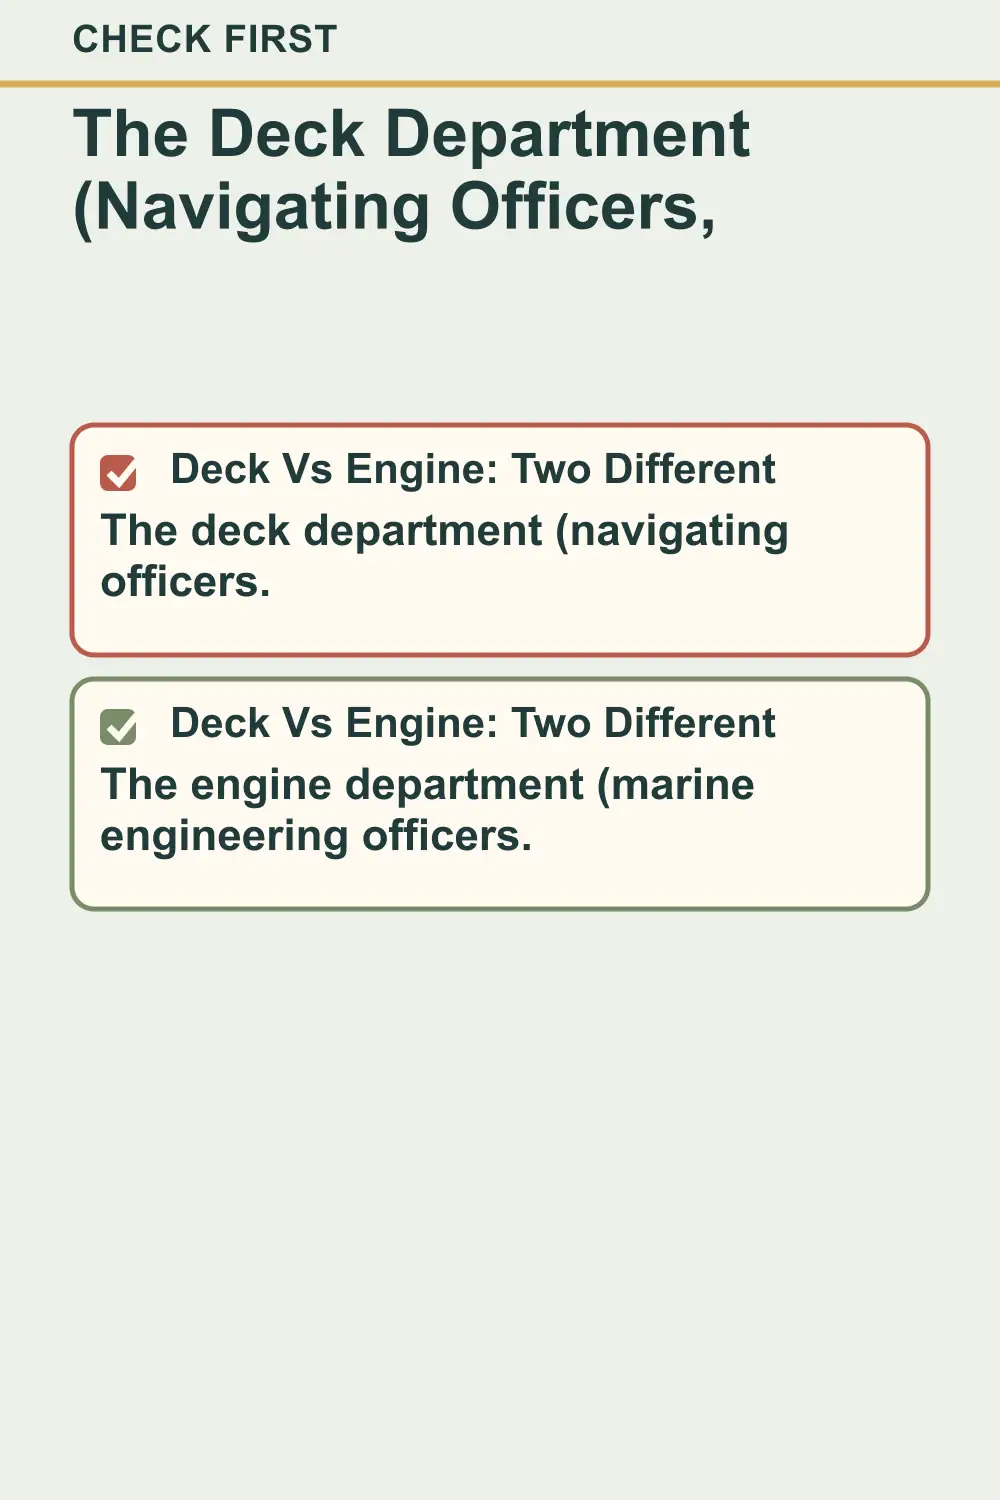 CHECK FIRST
The Deck Department
(Navigating Officers,
Deck Vs Engine: Two Different
The deck department (navigating
officers.
Deck Vs Engine: Two Different
The engine department (marine
engineering officers.